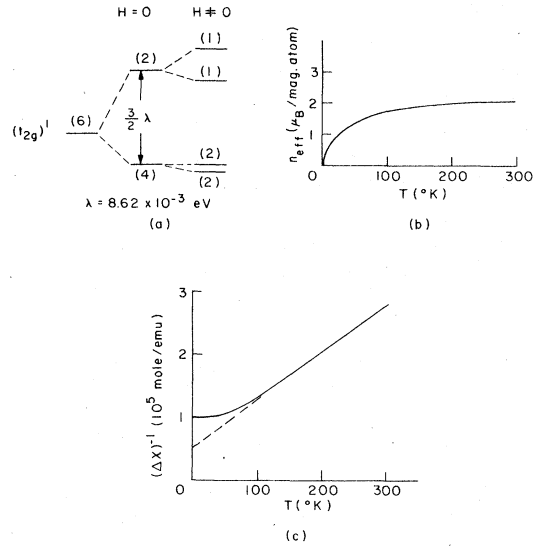 H = 0 H ≠ 0
(1)
(2)
(1)
(6)
(t2g)¹
3/2 λ
(2)
(4)
(2)
λ = 8.62 x 10⁻³ eV
(a)
neff (μB/mag. atom)
3
2
1
0 100 200 300
T (°K)
(b)
(Δχ)⁻¹ (10⁵ mole/emu)
3
2
1
0 100 200 300
T (°K)
(c)